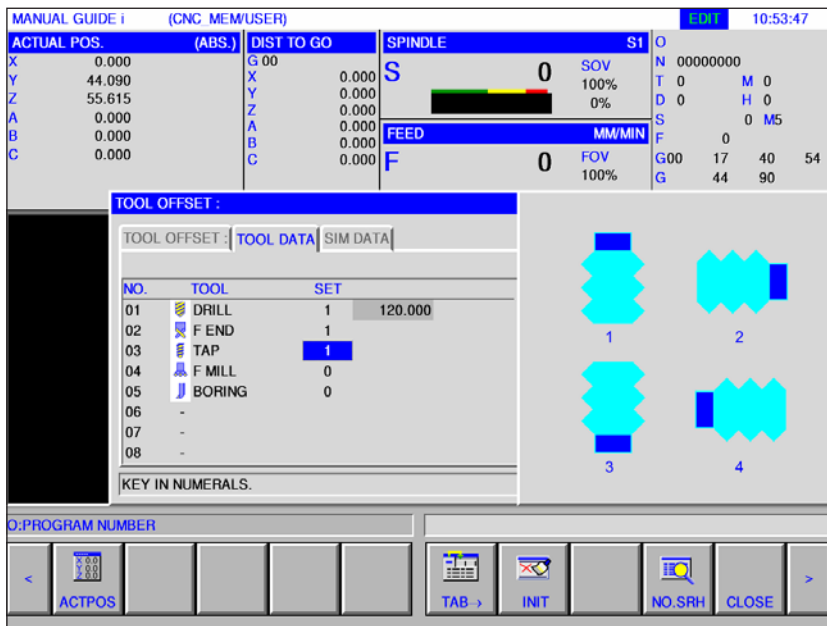 MANUAL GUIDE i (CNC_MEM/USER) EDIT 10:53:47
ACTUAL POS. (ABS.)
X 0.000
Y 44.090
Z 55.615
A 0.000
B 0.000
C 0.000
DIST TO GO
G 00
X 0.000
Y 0.000
Z 0.000
A 0.000
B 0.000
C 0.000
SPINDLE S1
S 0 SOV
100%
0%
FEED MM/MIN
F 0 FOV
100%
O
N 00000000
T 0 M 0
D 0 H 0
S 0 M5
F 0
G00 17 40 54
G 44 90
TOOL OFFSET :
TOOL OFFSET : TOOL DATA SIM DATA
NO. TOOL SET
01 DRILL 1 120.000
02 F END 1
03 TAP 1
04 F MILL 0
05 BORING 0
06 -
07 -
08 -
KEY IN NUMERALS.
1 2
3 4
O:PROGRAM NUMBER
< ACTPOS TAB→ INIT NO.SRH CLOSE >